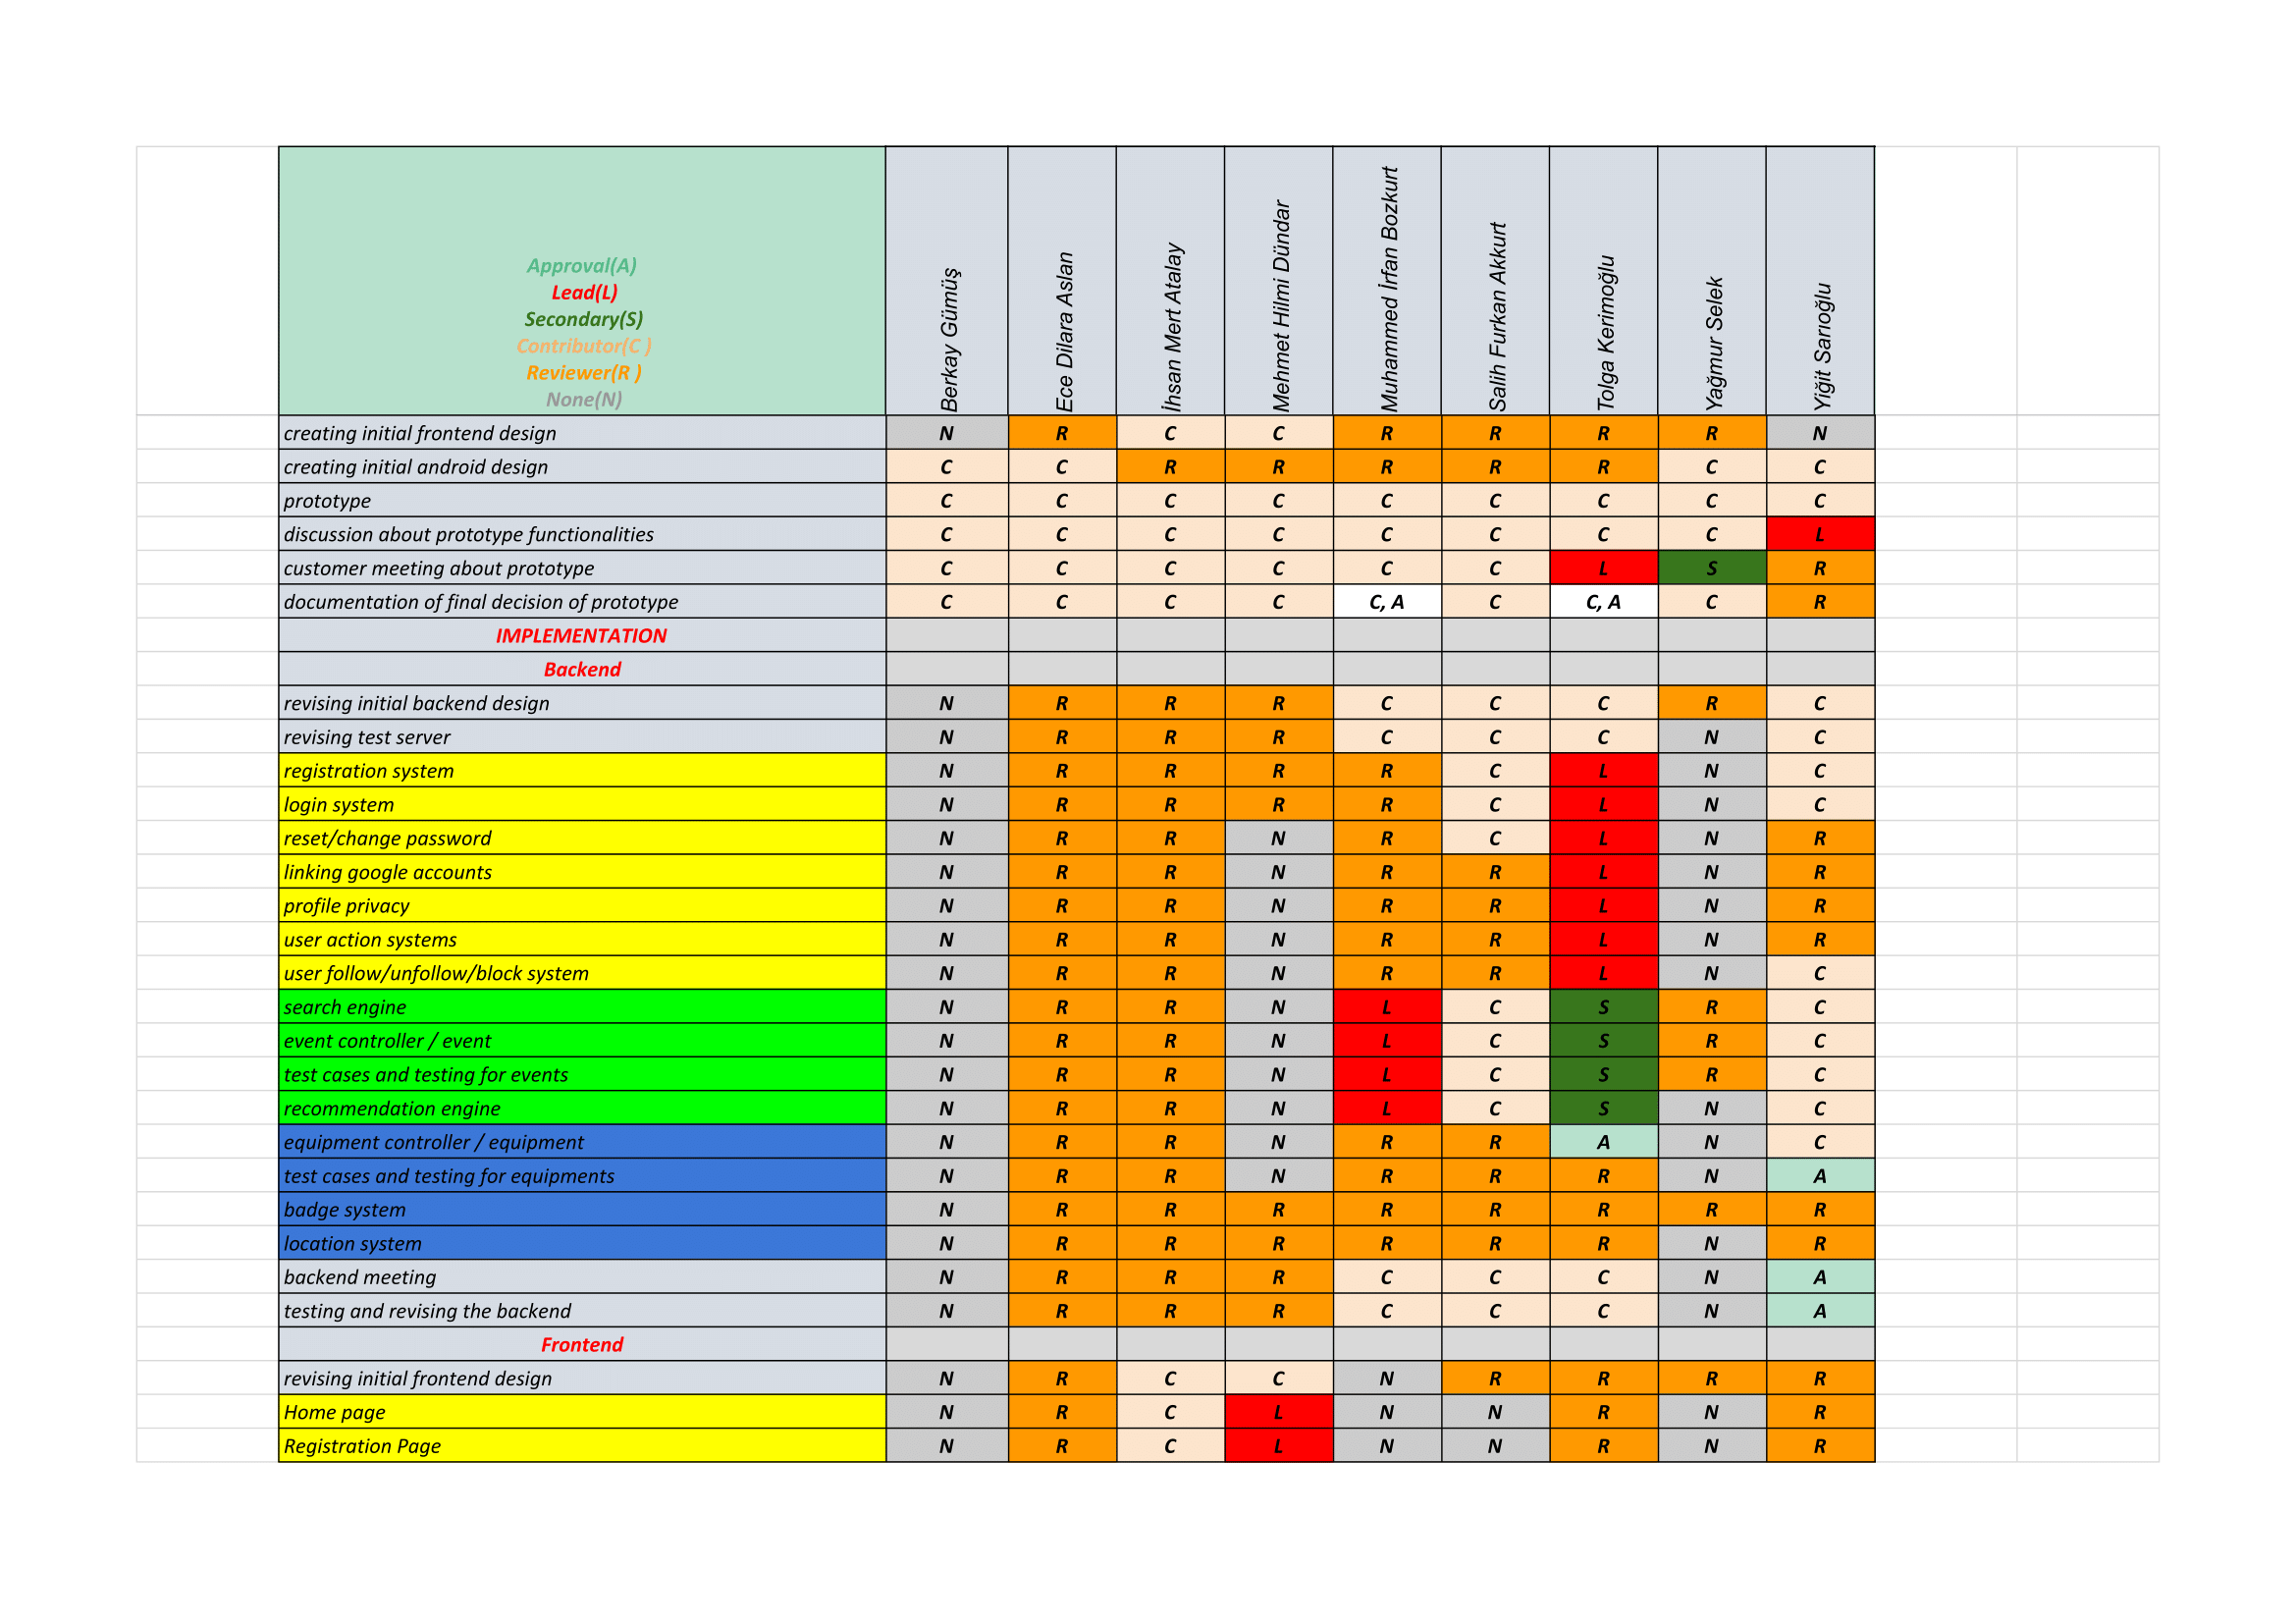 Approval(A)
Lead(L)
Secondary(S)
Contributor(C )
Reviewer(R )
None(N)
Berkay Gümüş
Ece Dilara Aslan
İhsan Mert Atalay
Mehmet Hilmi Dündar
Muhammed İrfan Bozkurt
Salih Furkan Akkurt
Tolga Kerimoğlu
Yağmur Selek
Yiğit Sarıoğlu
creating initial frontend design N R C C R R R R N
creating initial android design C C R R R R R C C
prototype C C C C C C C C C
discussion about prototype functionalities C C C C C C C C L
customer meeting about prototype C C C C C C L S R
documentation of final decision of prototype C C C C C, A C C, A C R
IMPLEMENTATION
Backend
revising initial backend design N R R R C C C R C
revising test server N R R R C C C N C
registration system N R R R R C L N C
login system N R R R R C L N C
reset/change password N R R N R C L N R
linking google accounts N R R N R R L N R
profile privacy N R R N R R L N R
user action systems N R R N R R L N R
user follow/unfollow/block system N R R N R R L N C
search engine N R R N L C S R C
event controller / event N R R N L C S R C
test cases and testing for events N R R N L C S R C
recommendation engine N R R N L C S N C
equipment controller / equipment N R R N R R A N C
test cases and testing for equipments N R R N R R R N A
badge system N R R R R R R R R
location system N R R R R R R N R
backend meeting N R R R C C C N A
testing and revising the backend N R R R C C C N A
Frontend
revising initial frontend design N R C C N R R R R
Home page N R C L N N R N R
Registration Page N R C L N N R N R